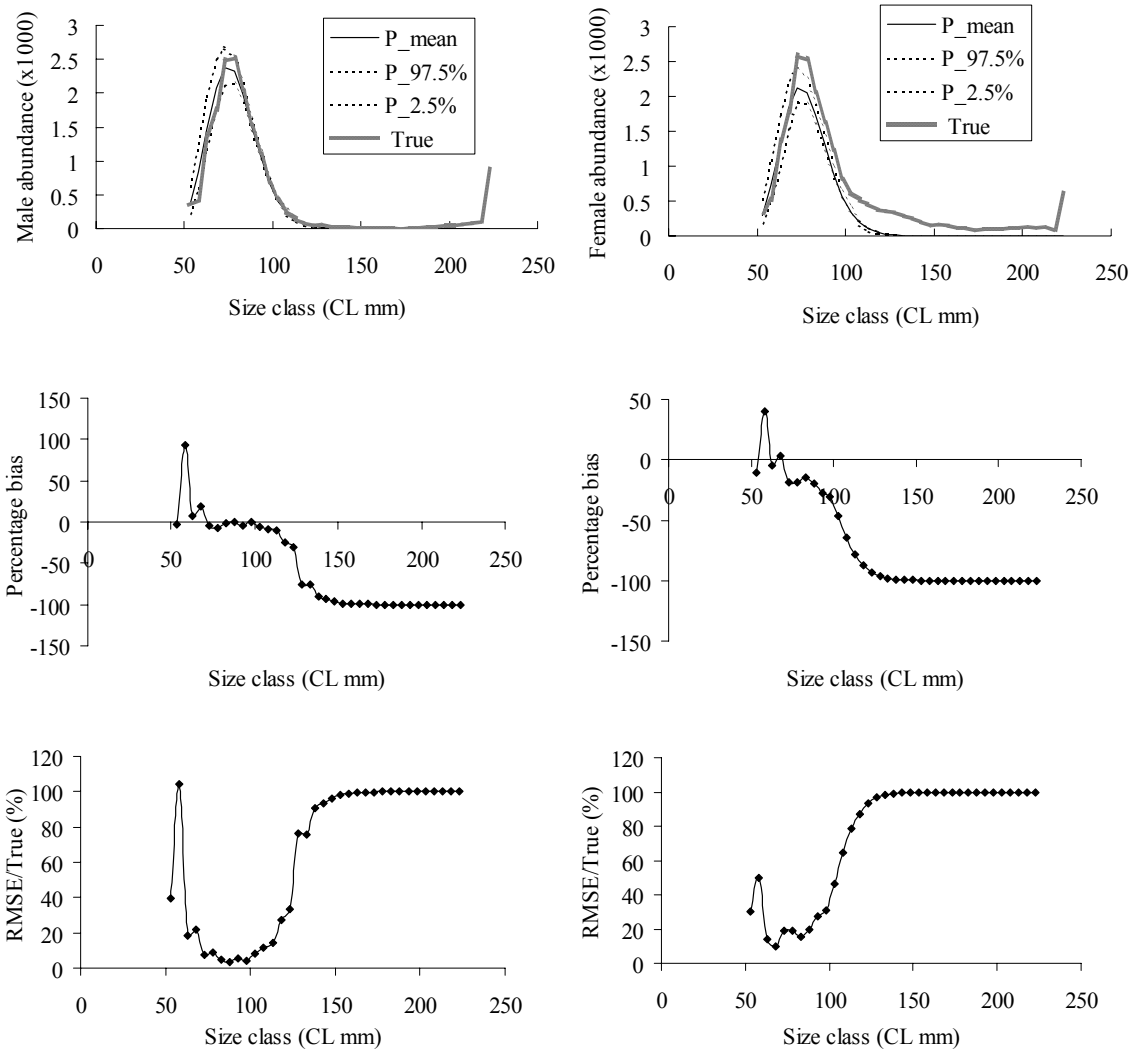 Male abundance (x1000)
3
2.5
2
1.5
1
0.5
0
0 50 100 150 200 250
Size class (CL mm)
P_mean
P_97.5%
P_2.5%
True
Female abundance (x1000)
3
2.5
2
1.5
1
0.5
0
0 50 100 150 200 250
Size class (CL mm)
P_mean
P_97.5%
P_2.5%
True
Percentage bias
150
100
50
0
-50
-100
-150
0 50 100 150 200 250
Size class (CL mm)
Percentage bias
50
0
-50
-100
-150
0 50 100 150 200 250
Size class (CL mm)
RMSE/True (%)
120
100
80
60
40
20
0
0 50 100 150 200 250
Size class (CL mm)
RMSE/True (%)
120
100
80
60
40
20
0
0 50 100 150 200 250
Size class (CL mm)